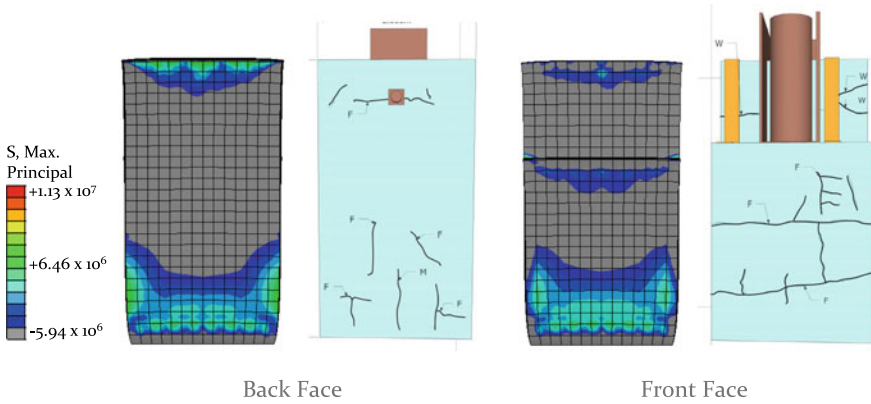 S, Max.
Principal
+1.13 x 10⁷
+6.46 x 10⁶
-5.94 x 10⁶
F
F
F
M
F
F
W
W
W
F
F
F
Back Face
Front Face